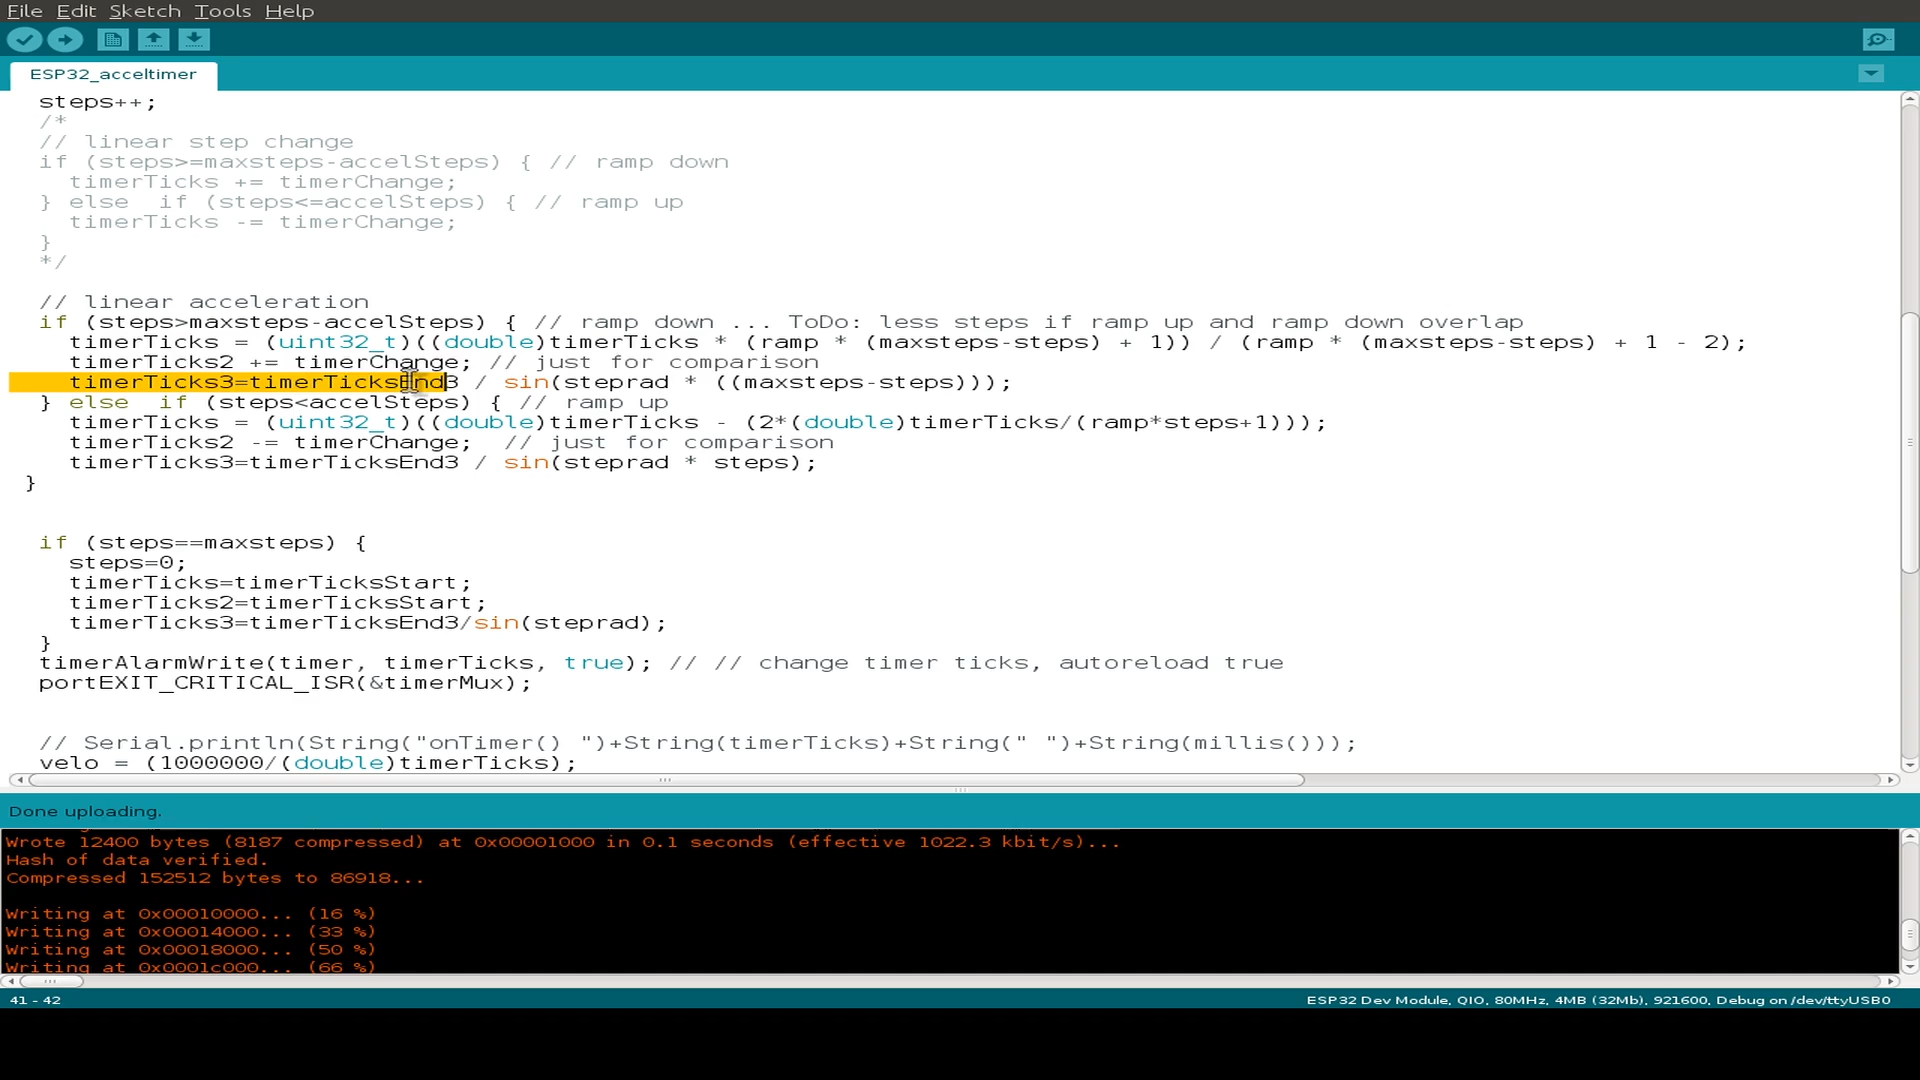 File Edit Sketch Tools Help
ESP32_acceltimer
steps++;
/*
// linear step change
if (steps>=maxsteps-accelSteps) { // ramp down
timerTicks += timerChange;
} else  if (steps<=accelSteps) { // ramp up
timerTicks -= timerChange;
}
*/
// linear acceleration
if (steps>maxsteps-accelSteps) { // ramp down ... ToDo: less steps if ramp up and ramp down overlap
timerTicks = (uint32_t)((double)timerTicks * (ramp * (maxsteps-steps) + 1)) / (ramp * (maxsteps-steps) + 1 - 2);
timerTicks2 += timerChange; // just for comparison
timerTicks3=timerTicksEnd3 / sin(steprad * ((maxsteps-steps)));
} else  if (steps<accelSteps) { // ramp up
timerTicks = (uint32_t)((double)timerTicks - (2*(double)timerTicks/(ramp*steps+1)));
timerTicks2 -= timerChange;  // just for comparison
timerTicks3=timerTicksEnd3 / sin(steprad * steps);
}
if (steps==maxsteps) {
steps=0;
timerTicks=timerTicksStart;
timerTicks2=timerTicksStart;
timerTicks3=timerTicksEnd3/sin(steprad);
}
timerAlarmWrite(timer, timerTicks, true); // // change timer ticks, autoreload true
portEXIT_CRITICAL_ISR(&timerMux);
// Serial.println(String("onTimer() ")+String(timerTicks)+String(" ")+String(millis()));
velo = (1000000/(double)timerTicks);
Done uploading.
Wrote 12400 bytes (8187 compressed) at 0x00001000 in 0.1 seconds (effective 1022.3 kbit/s)...
Hash of data verified.
Compressed 152512 bytes to 86918...
Writing at 0x00010000... (16 %)
Writing at 0x00014000... (33 %)
Writing at 0x00018000... (50 %)
Writing at 0x0001c000... (66 %)
41 - 42
ESP32 Dev Module, QIO, 80MHz, 4MB (32Mb), 921600, Debug on /dev/ttyUSB0